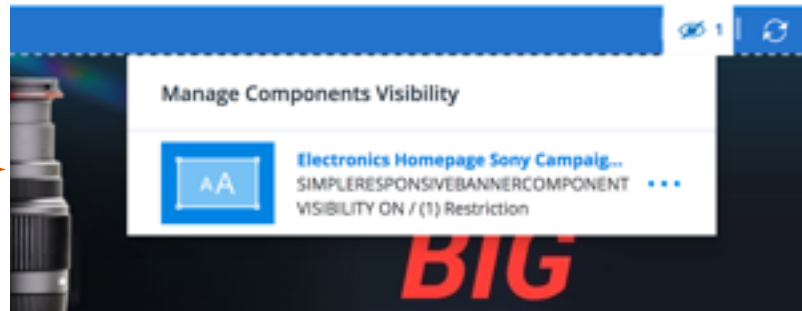 1
Manage Components Visibility
AA
Electronics Homepage Sony Campaig...
SIMPLERESPONSIVEBANNERCOMPONENT
VISIBILITY ON / (1) Restriction
BIG